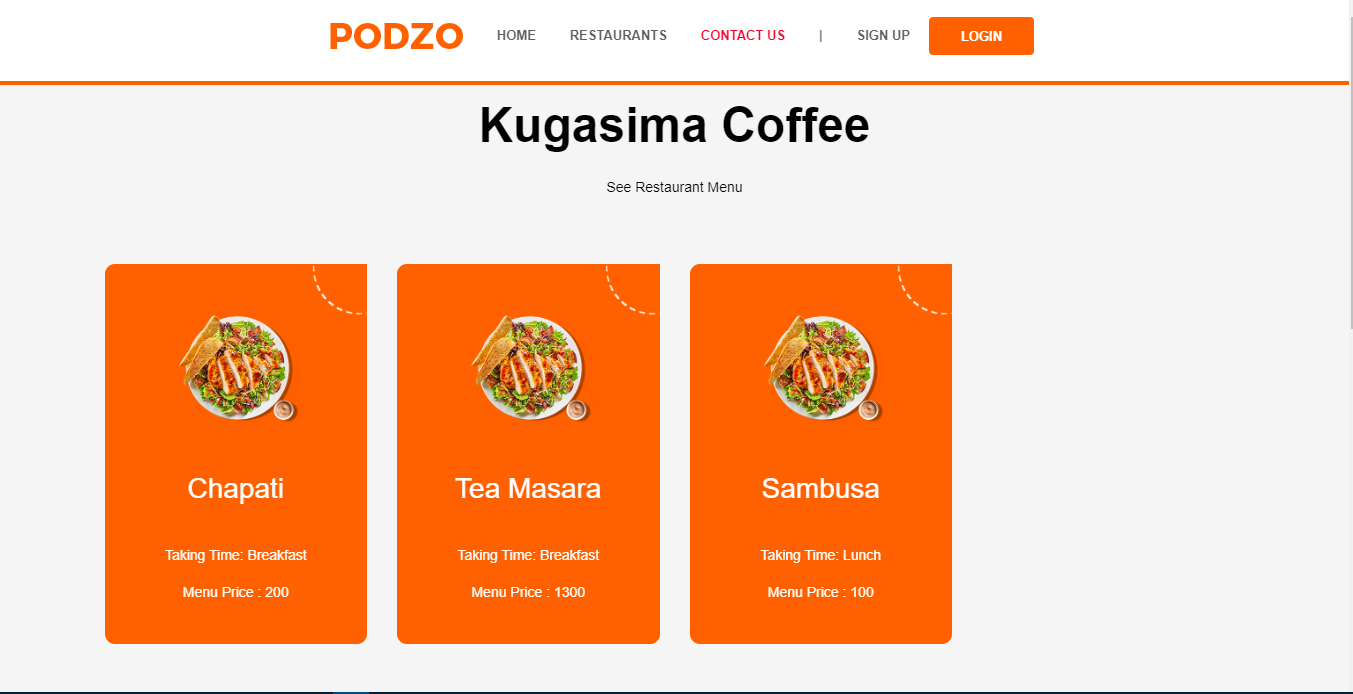 PODZO HOME RESTAURANTS CONTACT US | SIGN UP LOGIN
Kugasima Coffee
See Restaurant Menu
Chapati
Taking Time: Breakfast
Menu Price : 200
Tea Masara
Taking Time: Breakfast
Menu Price : 1300
Sambusa
Taking Time: Lunch
Menu Price : 100